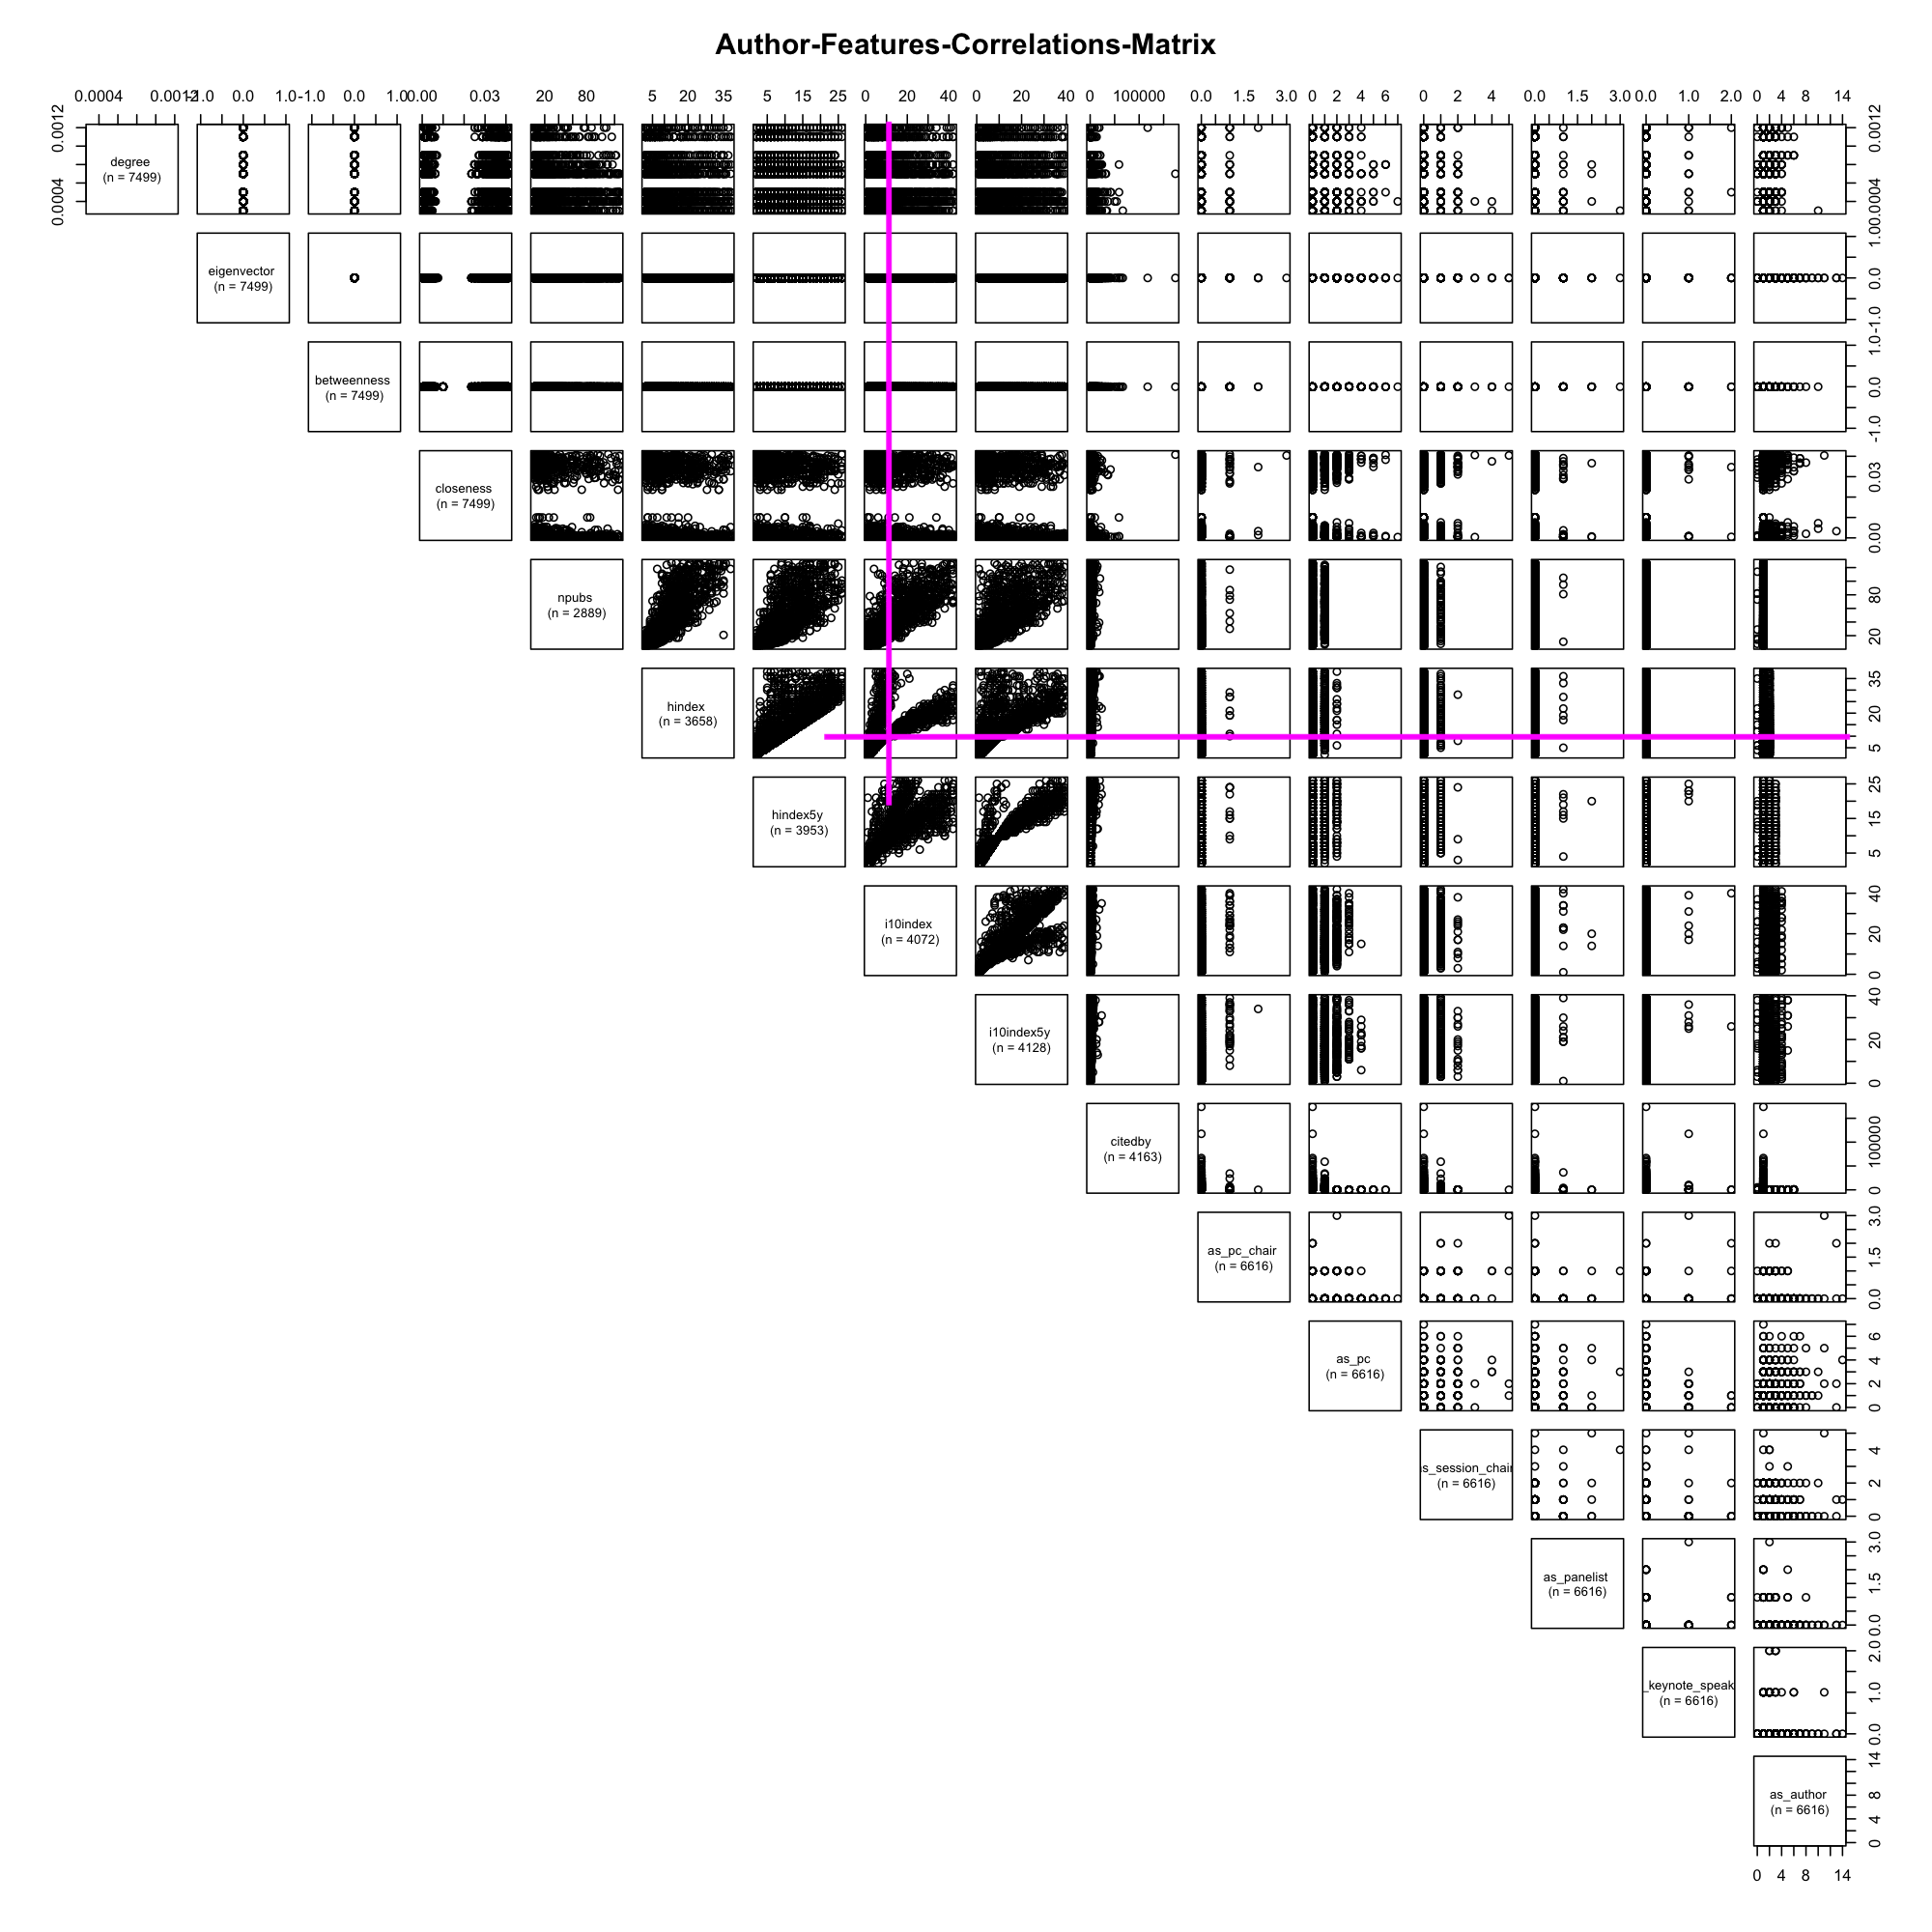 Author-Features-Correlations-Matrix
0.0004 0.0012 -1.0 0.0 1.0 -1.0 0.0 1.0 0.00 0.03 20 80 5 20 35 5 15 25 0 20 40 0 20 40 0 100000 0.0 1.5 3.0 0 2 4 6 0 2 4 0.0 1.5 3.0 0.0 1.0 2.0 0 4 8 14
0.0004 0.0012
degree
(n = 7499)
0.0004 0.0012
eigenvector
(n = 7499)
-1.0 0.0 1.0
betweenness
(n = 7499)
-1.0 0.0 1.0
closeness
(n = 7499)
0.00 0.03
npubs
(n = 2889)
20 80
hindex
(n = 3658)
5 20 35
hindex5y
(n = 3953)
5 15 25
i10index
(n = 4072)
0 20 40
i10index5y
(n = 4128)
0 20 40
citedby
(n = 4163)
0 100000
as_pc_chair
(n = 6616)
0.0 1.5 3.0
as_pc
(n = 6616)
0 2 4 6
s_session_chair
(n = 6616)
0 2 4
as_panelist
(n = 6616)
0.0 1.5 3.0
_keynote_speak
(n = 6616)
0.0 1.0 2.0
as_author
(n = 6616)
0 4 8 14
0 4 8 14